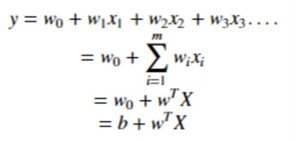 y = w₀ + w₁x₁ + w₂x₂ + w₃x₃ . . . .
= w₀ + ∑ᵢ₌₁ᵐ wᵢxᵢ
= w₀ + wᵀX
= b + wᵀX